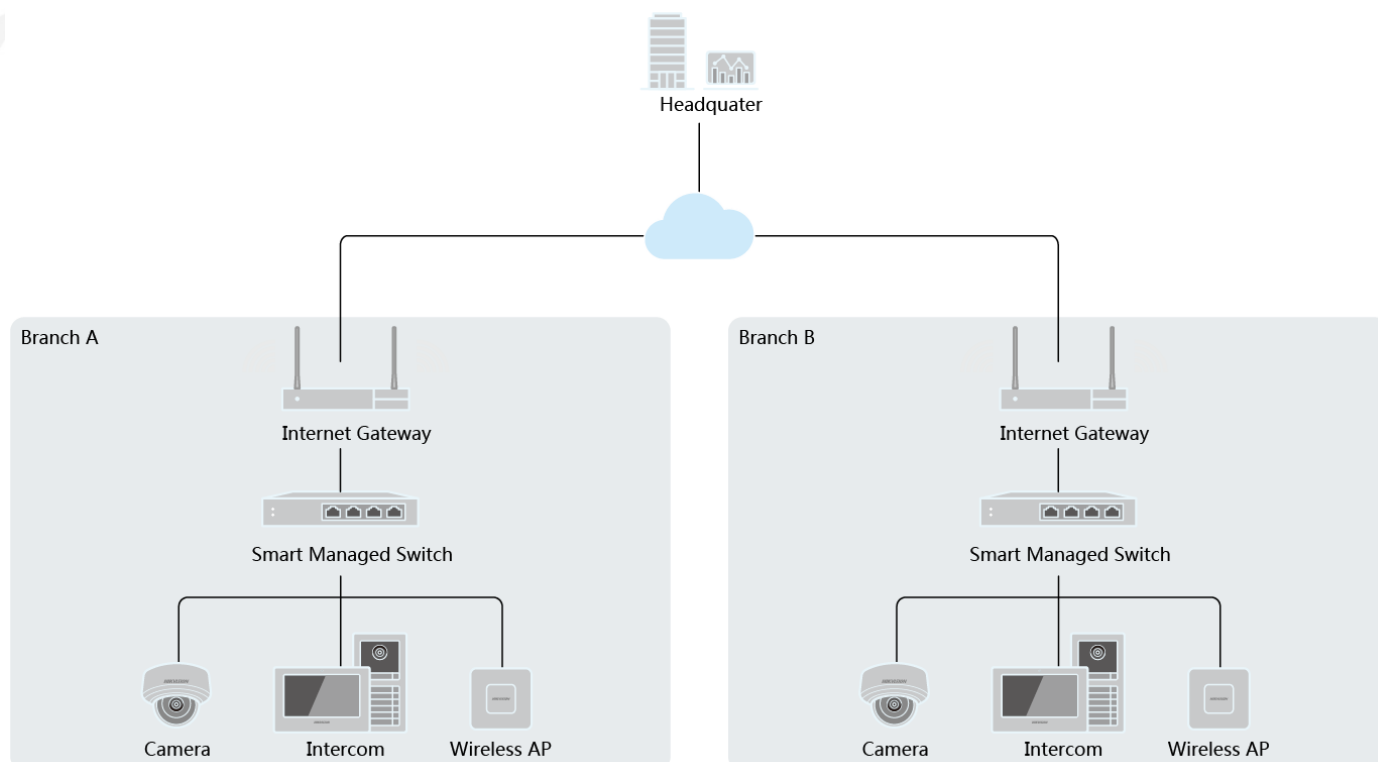 Headquater
Branch A
Internet Gateway
Smart Managed Switch
Camera
Intercom
Wireless AP
Branch B
Internet Gateway
Smart Managed Switch
Camera
Intercom
Wireless AP